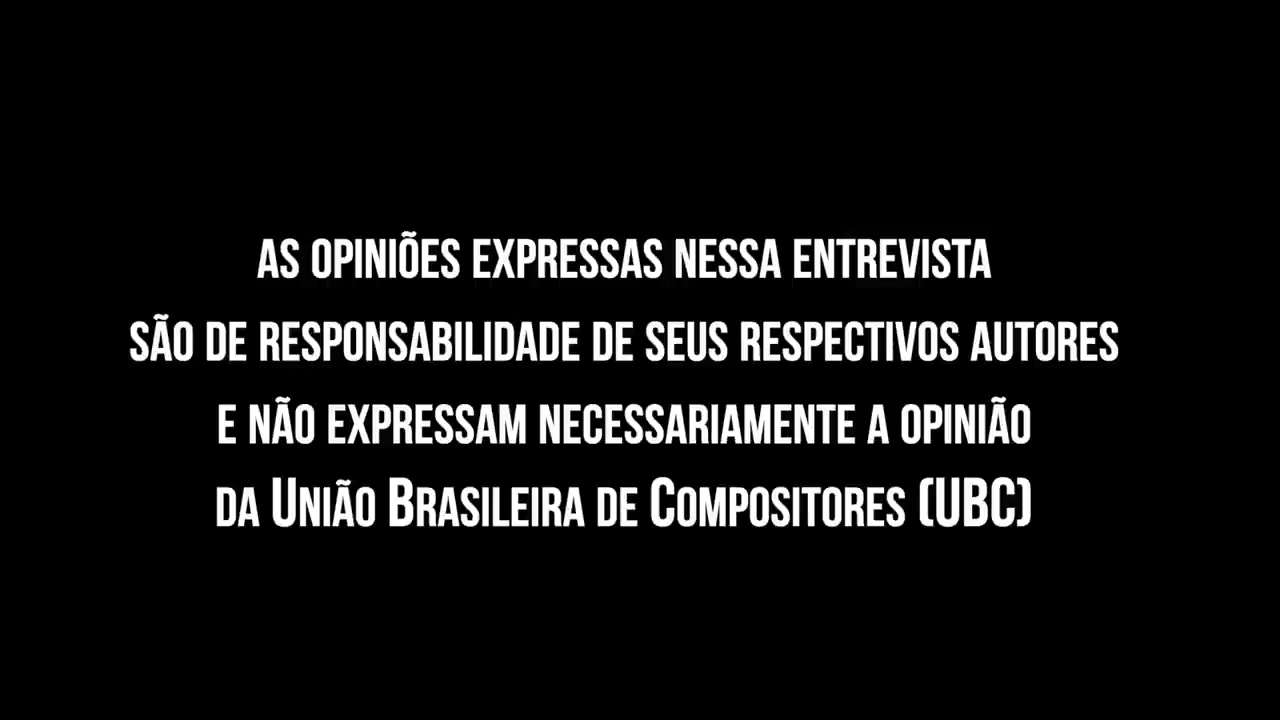 AS OPINIÕES EXPRESSAS NESSA ENTREVISTA
SÃO DE RESPONSABILIDADE DE SEUS RESPECTIVOS AUTORES
E NÃO EXPRESSAM NECESSARIAMENTE A OPINIÃO
DA UNIÃO BRASILEIRA DE COMPOSITORES (UBC)